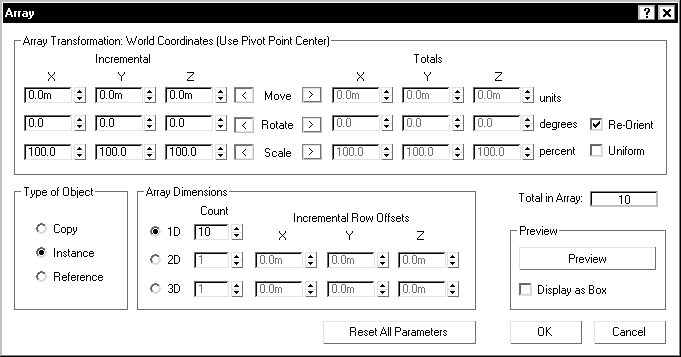 Array ? ×
Array Transformation: World Coordinates (Use Pivot Point Center)
Incremental Totals
X Y Z X Y Z
0.0m 0.0m 0.0m < Move > 0.0m 0.0m 0.0m units
0.0 0.0 0.0 < Rotate > 0.0 0.0 0.0 degrees Re-Orient
100.0 100.0 100.0 < Scale > 100.0 100.0 100.0 percent Uniform
Type of Object
Copy
Instance
Reference
Array Dimensions
Count Incremental Row Offsets
X Y Z
1D 10
2D 1 0.0m 0.0m 0.0m
3D 1 0.0m 0.0m 0.0m
Total in Array: 10
Preview
Preview
Display as Box
Reset All Parameters OK Cancel